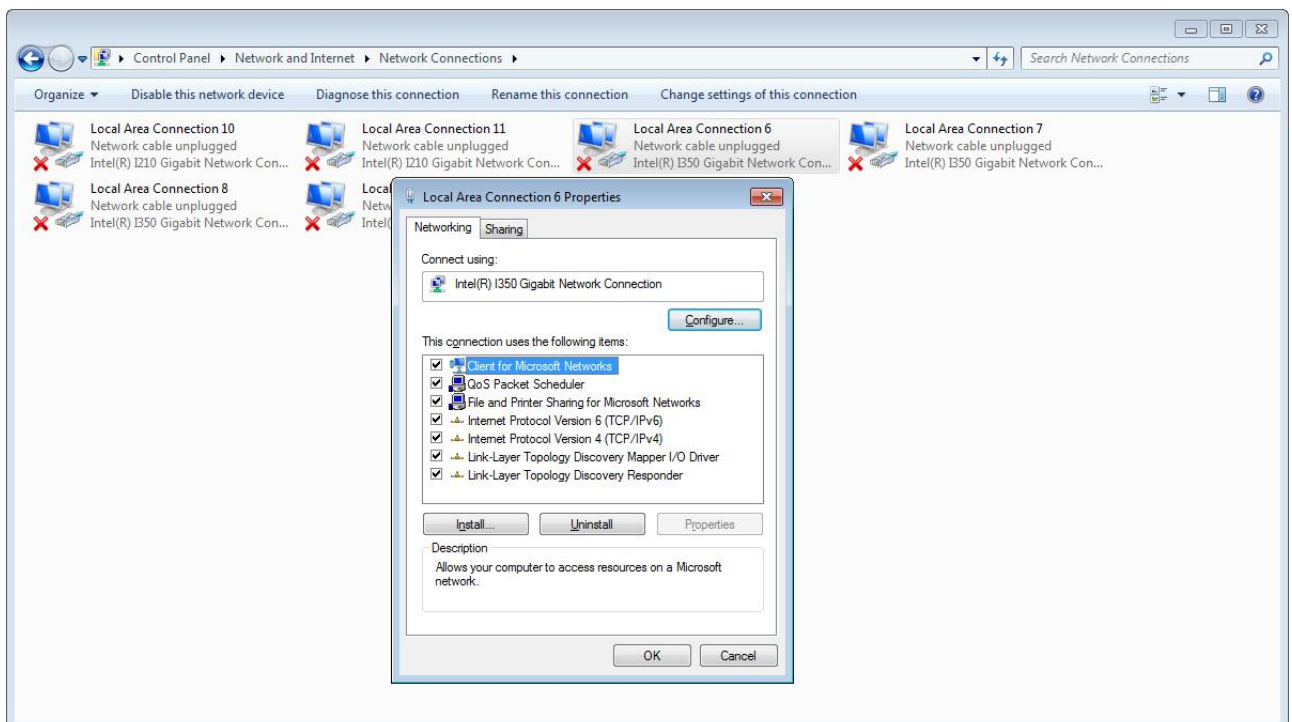 Control Panel ▸ Network and Internet ▸ Network Connections ▸
Search Network Connections
Organize Disable this network device Diagnose this connection Rename this connection Change settings of this connection
Local Area Connection 10
Network cable unplugged
Intel(R) I210 Gigabit Network Con...
Local Area Connection 11
Network cable unplugged
Intel(R) I210 Gigabit Network Con...
Local Area Connection 6
Network cable unplugged
Intel(R) I350 Gigabit Network Con...
Local Area Connection 7
Network cable unplugged
Intel(R) I350 Gigabit Network Con...
Local Area Connection 8
Network cable unplugged
Intel(R) I350 Gigabit Network Con...
Local
Netw
Intel(
Local Area Connection 6 Properties
Networking Sharing
Connect using:
Intel(R) I350 Gigabit Network Connection
Configure...
This connection uses the following items:
Client for Microsoft Networks
QoS Packet Scheduler
File and Printer Sharing for Microsoft Networks
Internet Protocol Version 6 (TCP/IPv6)
Internet Protocol Version 4 (TCP/IPv4)
Link-Layer Topology Discovery Mapper I/O Driver
Link-Layer Topology Discovery Responder
Install... Uninstall Properties
Description
Allows your computer to access resources on a Microsoft
network.
OK Cancel